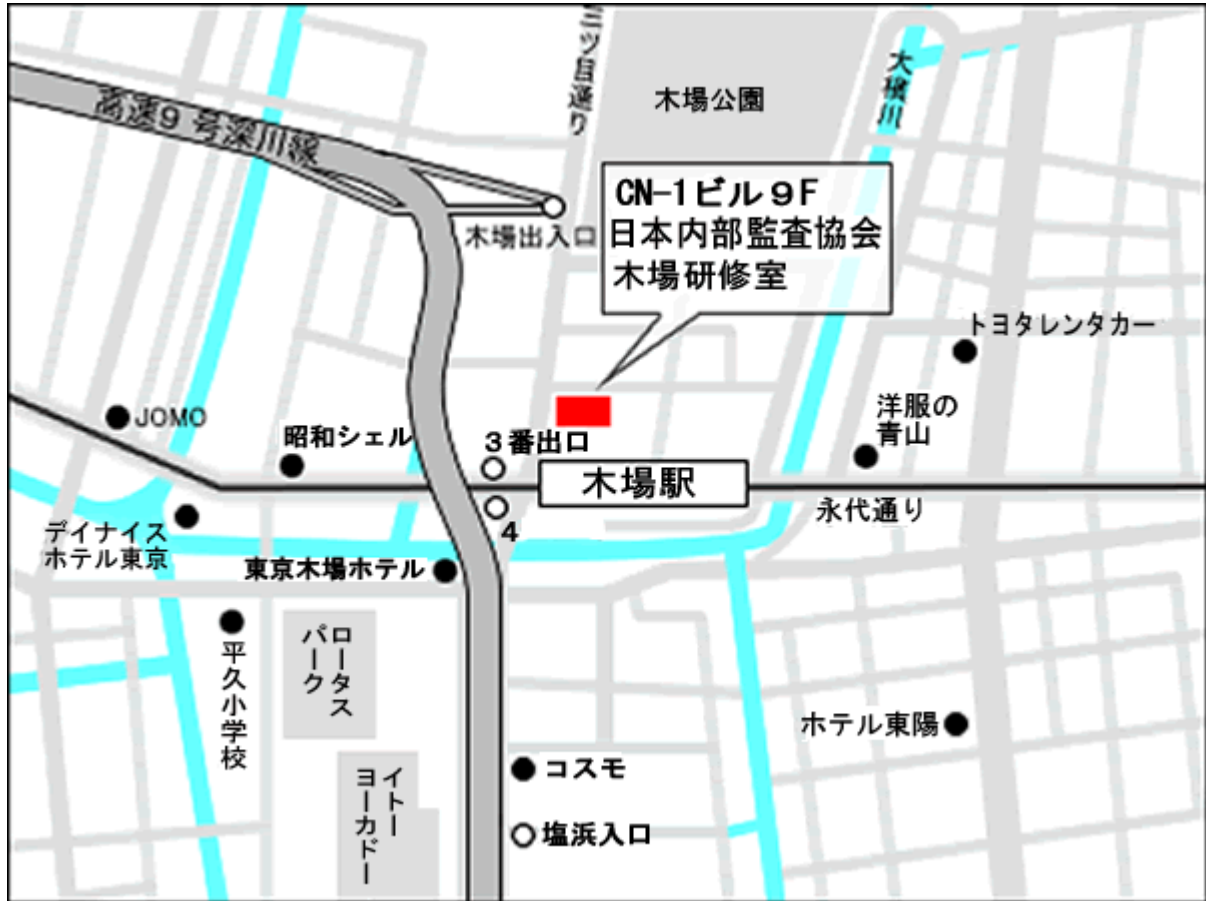 三ツ目通り
木場公園
大横川
高速9 号深川線
木場出入口
CN-1ビル9F
日本内部監査協会
木場研修室
トヨタレンタカー
JOMO
昭和シェル
3番出口
洋服の
青山
木場駅
永代通り
4
デイナイス
ホテル東京
東京木場ホテル
平久小学校
ロータス
パーク
ホテル東陽
コスモ
イトー
ヨーカドー
塩浜入口